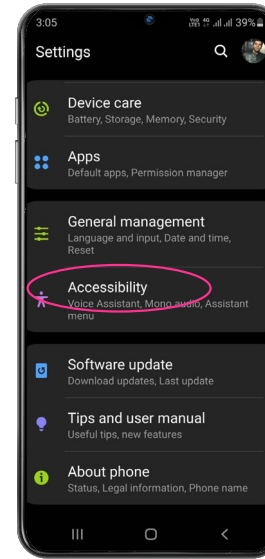 3:05
39%
Settings
Device care
Battery, Storage, Memory, Security
Apps
Default apps, Permission manager
General management
Language and input, Date and time,
Reset
Accessibility
Voice Assistant, Mono audio, Assistant
menu
Software update
Download updates, Last update
Tips and user manual
Useful tips, new features
About phone
Status, Legal information, Phone name